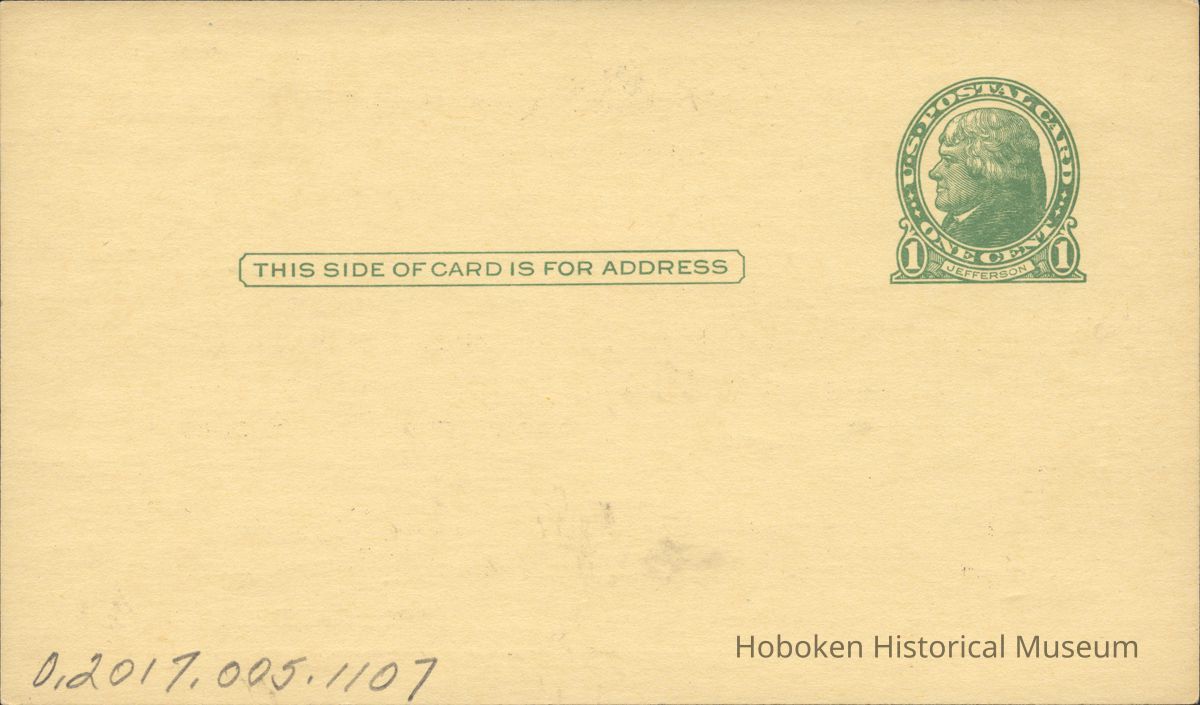 U.S. POSTAL CARD
THIS SIDE OF CARD IS FOR ADDRESS
1 ONE CENT 1
JEFFERSON
Hoboken Historical Museum
0,2017.005.1107